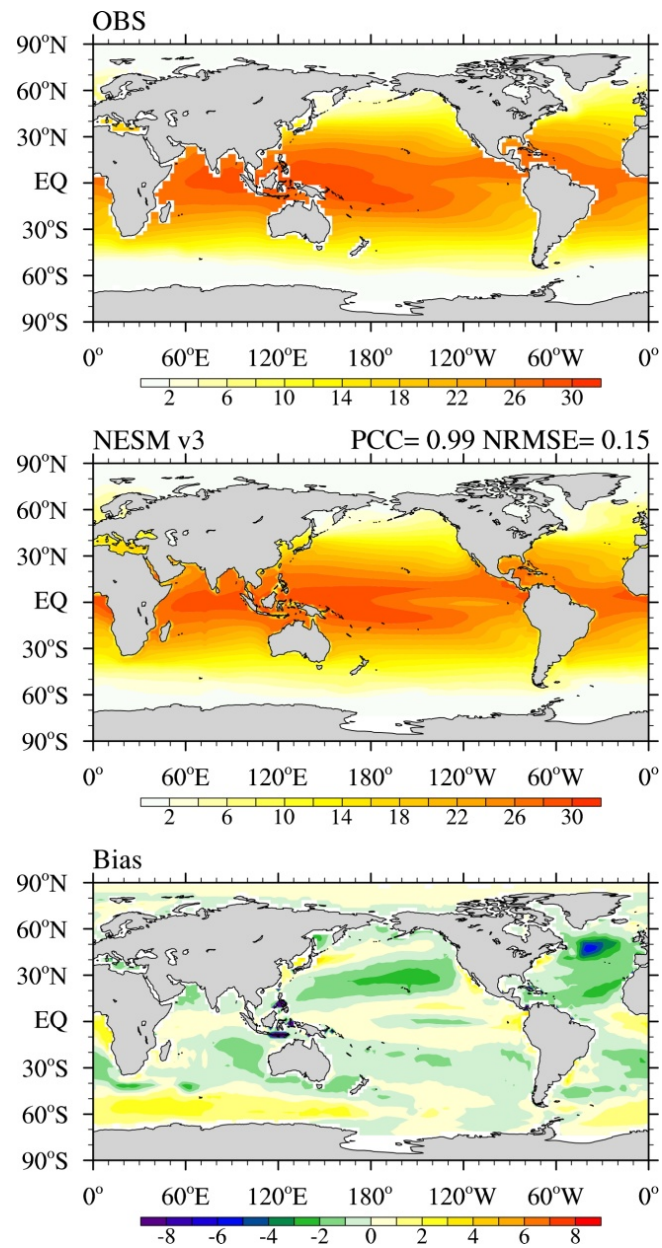 OBS
90°N
60°N
30°N
EQ
30°S
60°S
90°S
0° 60°E 120°E 180° 120°W 60°W 0°
2 6 10 14 18 22 26 30
NESM v3 PCC= 0.99 NRMSE= 0.15
90°N
60°N
30°N
EQ
30°S
60°S
90°S
0° 60°E 120°E 180° 120°W 60°W 0°
2 6 10 14 18 22 26 30
Bias
90°N
60°N
30°N
EQ
30°S
60°S
90°S
0° 60°E 120°E 180° 120°W 60°W 0°
-8 -6 -4 -2 0 2 4 6 8